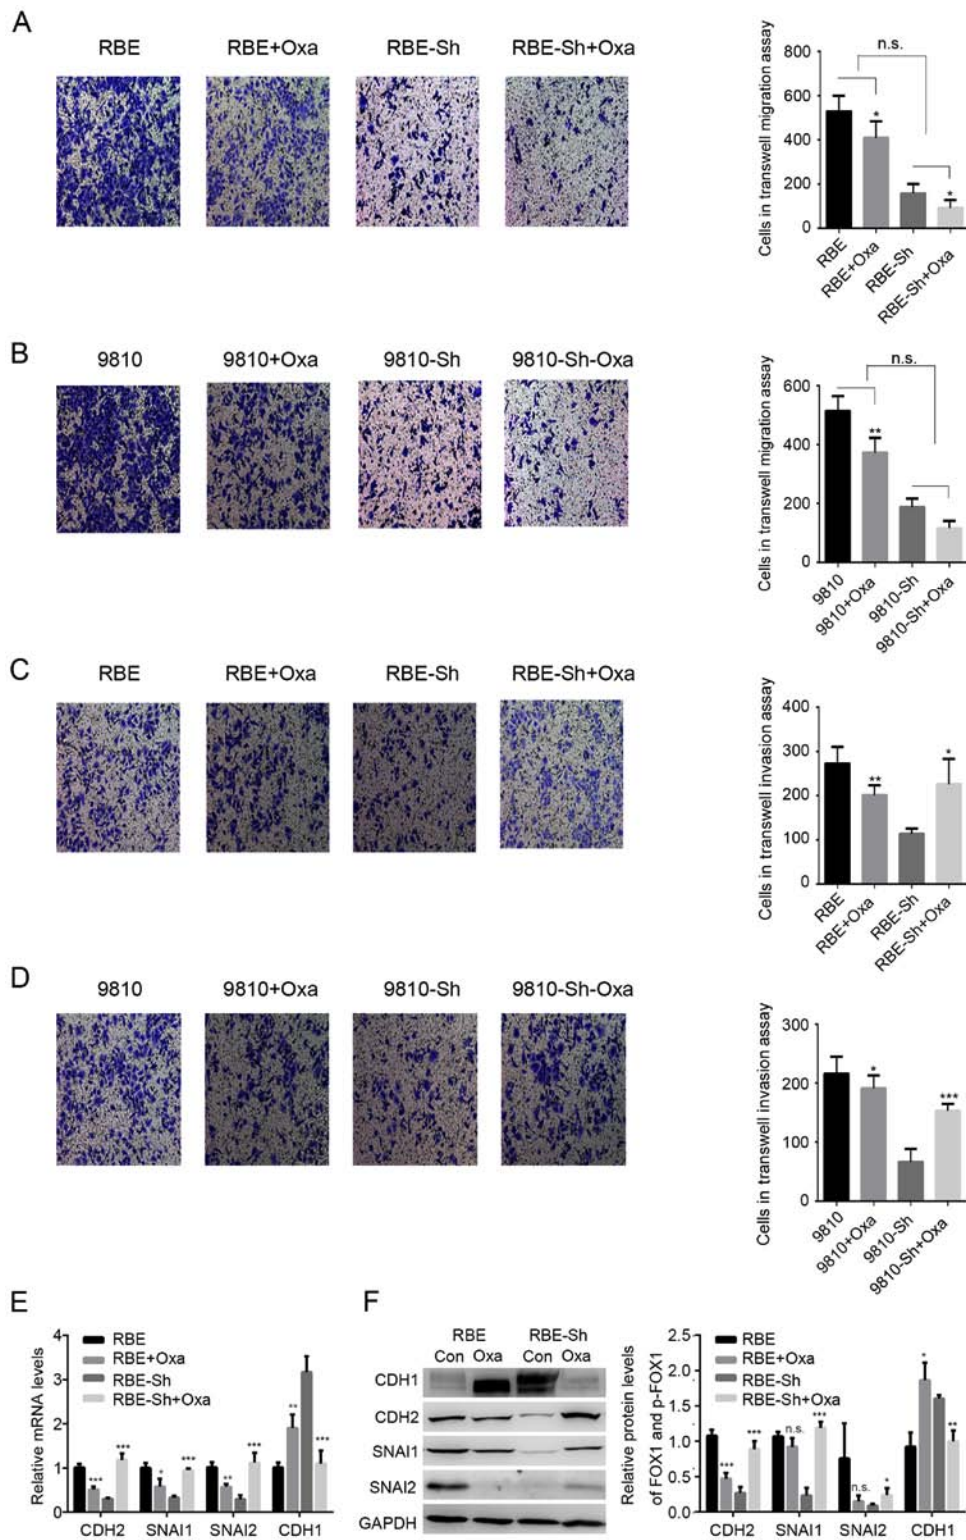 A
RBE RBE+Oxa RBE-Sh RBE-Sh+Oxa
Cells in transwell migration assay
800
600
400
200
0
n.s.
*
*
RBE
RBE+Oxa
RBE-Sh
RBE-Sh+Oxa
B
9810 9810+Oxa 9810-Sh 9810-Sh-Oxa
Cells in transwell migration assay
600
400
200
0
n.s.
**
9810
9810+Oxa
9810-Sh
9810-Sh+Oxa
C
RBE RBE+Oxa RBE-Sh RBE-Sh+Oxa
Cells in transwell invasion assay
400
300
200
100
0
**
*
RBE
RBE+Oxa
RBE-Sh
RBE-Sh+Oxa
D
9810 9810+Oxa 9810-Sh 9810-Sh-Oxa
Cells in transwell invasion assay
300
200
100
0
*
***
9810
9810+Oxa
9810-Sh
9810-Sh+Oxa
E
Relative mRNA levels
4
3
2
1
0
RBE
RBE+Oxa
RBE-Sh
RBE-Sh+Oxa
*** *** * *** ** *** ** ***
CDH2 SNAI1 SNAI2 CDH1
F
RBE RBE-Sh
Con Oxa Con Oxa
CDH1
CDH2
SNAI1
SNAI2
GAPDH
Relative protein levels
of FOX1 and p-FOX1
2.5
2.0
1.5
1.0
0.5
0.0
RBE
RBE+Oxa
RBE-Sh
RBE-Sh+Oxa
*** *** n.s. *** n.s. * * **
CDH2 SNAI1 SNAI2 CDH1